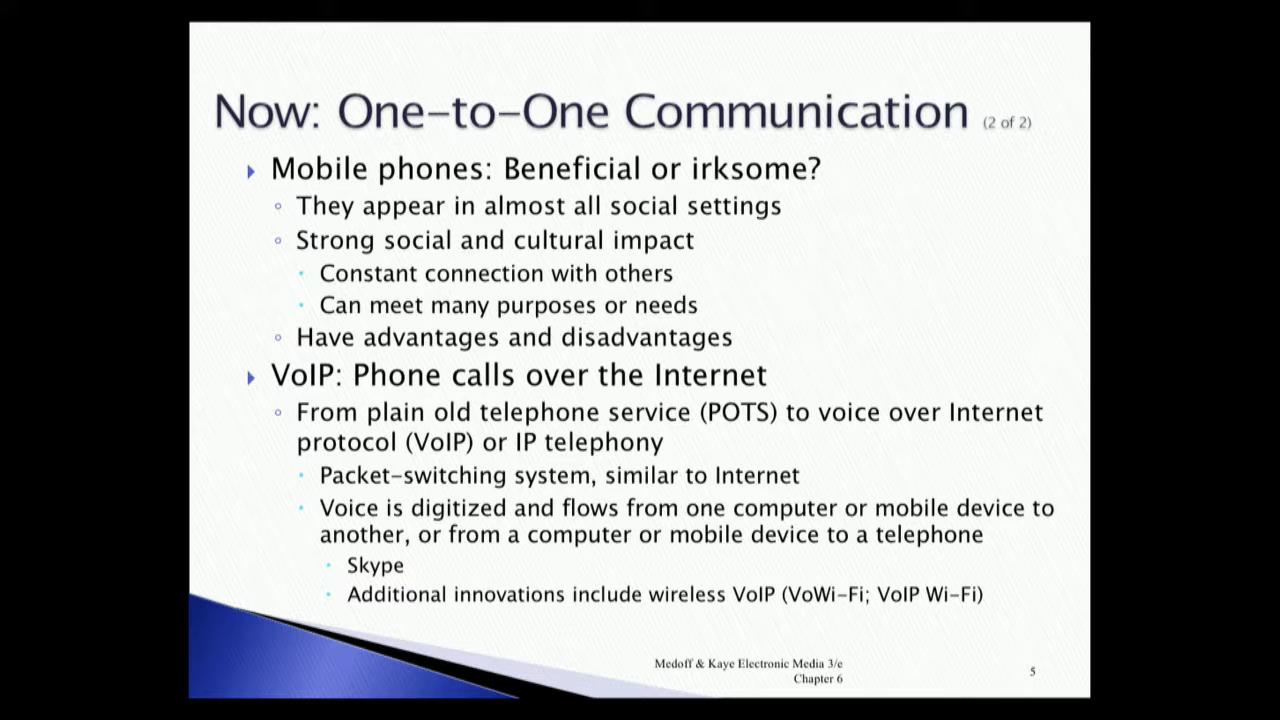 Now: One-to-One Communication (2 of 2)
Mobile phones: Beneficial or irksome?
They appear in almost all social settings
Strong social and cultural impact
Constant connection with others
Can meet many purposes or needs
Have advantages and disadvantages
VoIP: Phone calls over the Internet
From plain old telephone service (POTS) to voice over Internet
protocol (VoIP) or IP telephony
Packet-switching system, similar to Internet
Voice is digitized and flows from one computer or mobile device to
another, or from a computer or mobile device to a telephone
Skype
Additional innovations include wireless VoIP (VoWi-Fi; VoIP Wi-Fi)
Medoff & Kaye Electronic Media 3/e
Chapter 6
5